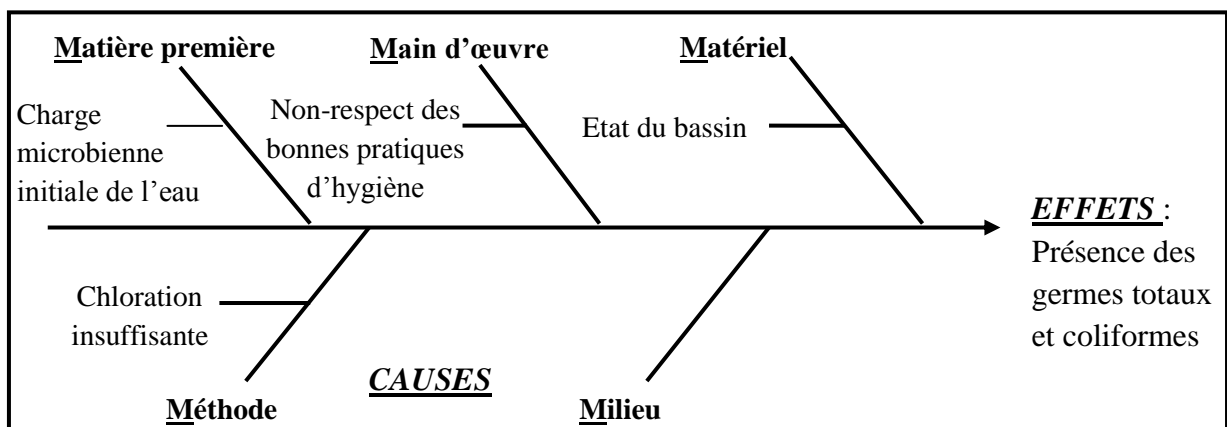 Matière première
Main d’œuvre
Matériel
Charge
microbienne
initiale de l’eau
Non-respect des
bonnes pratiques
d’hygiène
Etat du bassin
EFFETS :
Présence des
germes totaux
et coliformes
Chloration
insuffisante
CAUSES
Méthode
Milieu